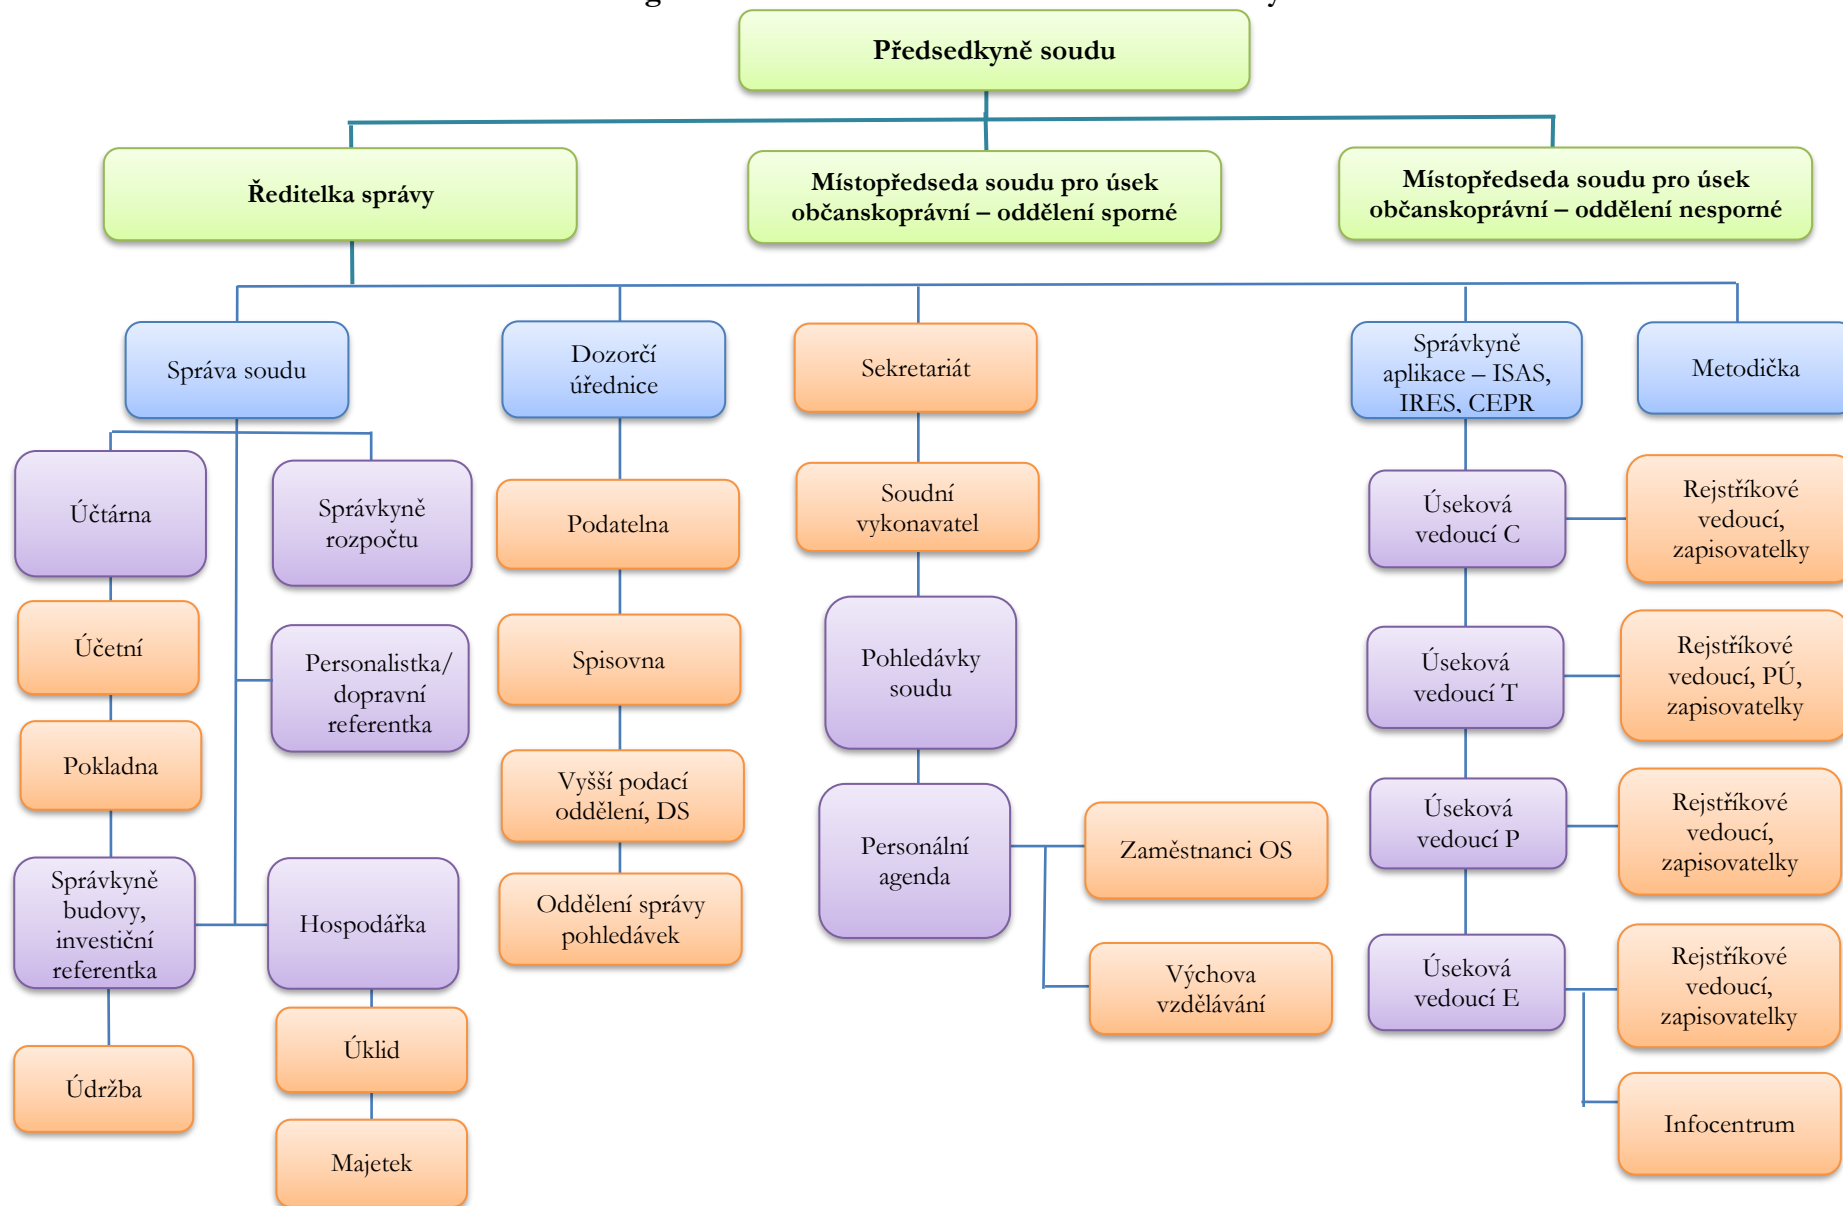 Předsedkyně soudu
Ředitelka správy
Místopředseda soudu pro úsek
občanskoprávní – oddělení sporné
Místopředseda soudu pro úsek
občanskoprávní – oddělení nesporné
Správa soudu
Dozorčí
úřednice
Sekretariát
Správkyně
aplikace – ISAS,
IRES, CEPR
Metodička
Účtárna
Správkyně
rozpočtu
Podatelna
Soudní
vykonavatel
Úseková
vedoucí C
Rejstříkové
vedoucí,
zapisovatelky
Účetní
Personalistka/
dopravní
referentka
Spisovna
Pohledávky
soudu
Úseková
vedoucí T
Rejstříkové
vedoucí, PÚ,
zapisovatelky
Pokladna
Vyšší podací
oddělení, DS
Personální
agenda
Zaměstnanci OS
Úseková
vedoucí P
Rejstříkové
vedoucí,
zapisovatelky
Správkyně
budovy,
investiční
referentka
Hospodářka
Oddělení správy
pohledávek
Výchova
vzdělávání
Úseková
vedoucí E
Rejstříkové
vedoucí,
zapisovatelky
Údržba
Úklid
Infocentrum
Majetek